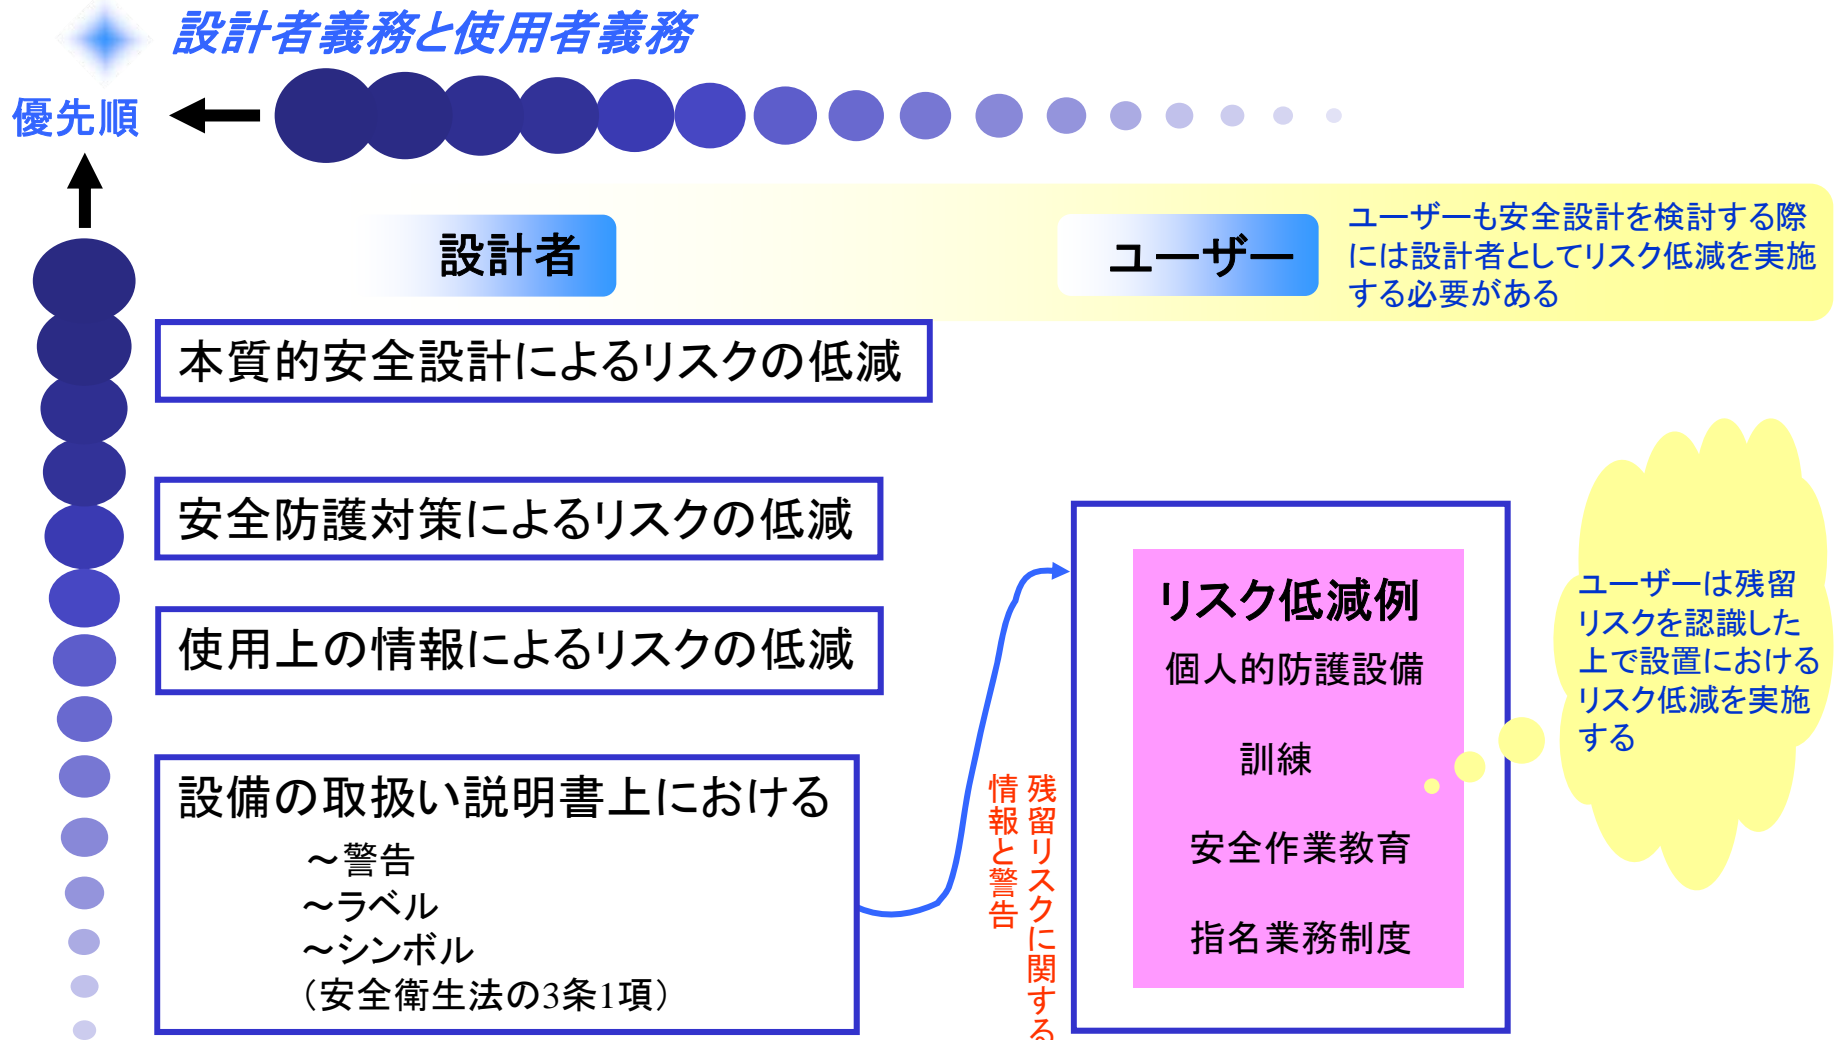 設計者義務と使用者義務
優先順
設計者
ユーザー
ユーザーも安全設計を検討する際
には設計者としてリスク低減を実施
する必要がある
本質的安全設計によるリスクの低減
安全防護対策によるリスクの低減
使用上の情報によるリスクの低減
設備の取扱い説明書上における
～警告
～ラベル
～シンボル
（安全衛生法の3条1項）
残留リスクに関する
情報と警告
リスク低減例
個人的防護設備
訓練
安全作業教育
指名業務制度
ユーザーは残留
リスクを認識した
上で設置における
リスク低減を実施
する